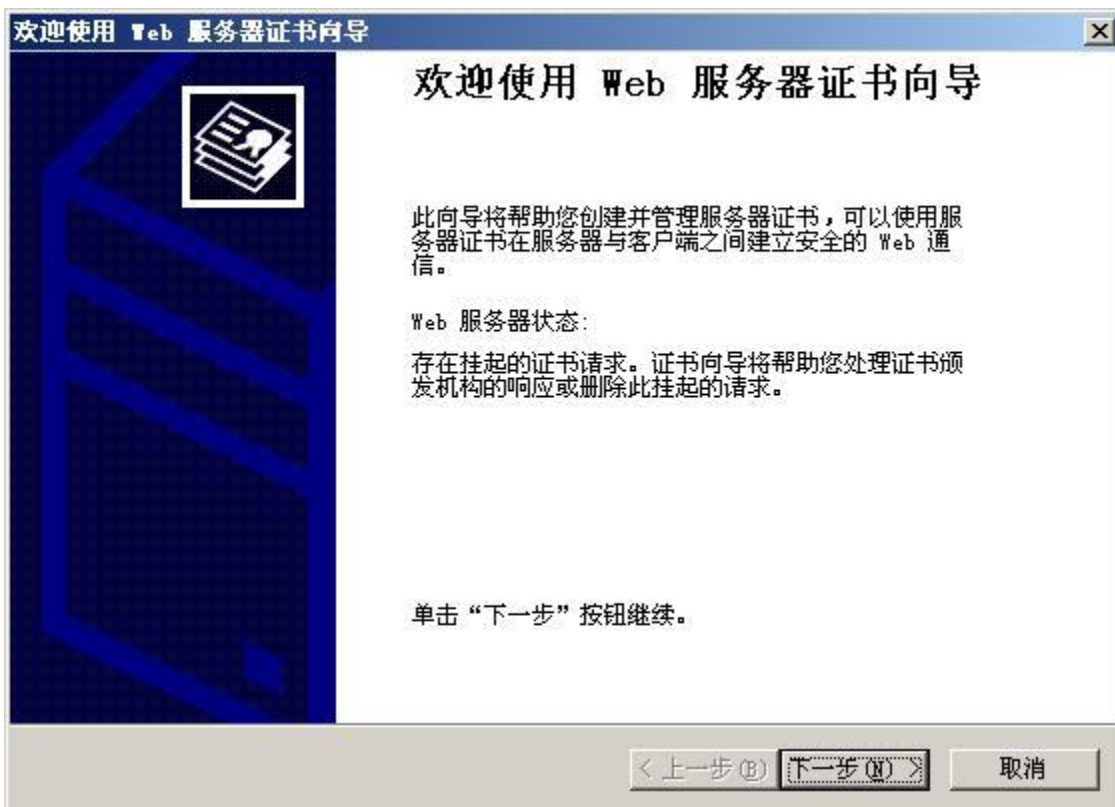 欢迎使用 Web 服务器证书向导
欢迎使用 Web 服务器证书向导
此向导将帮助您创建并管理服务器证书，可以使用服
务器证书在服务器与客户端之间建立安全的 Web 通
信。
Web 服务器状态:
存在挂起的证书请求。证书向导将帮助您处理证书颁
发机构的响应或删除此挂起的请求。
单击“下一步”按钮继续。
< 上一步(B) 下一步(N) > 取消